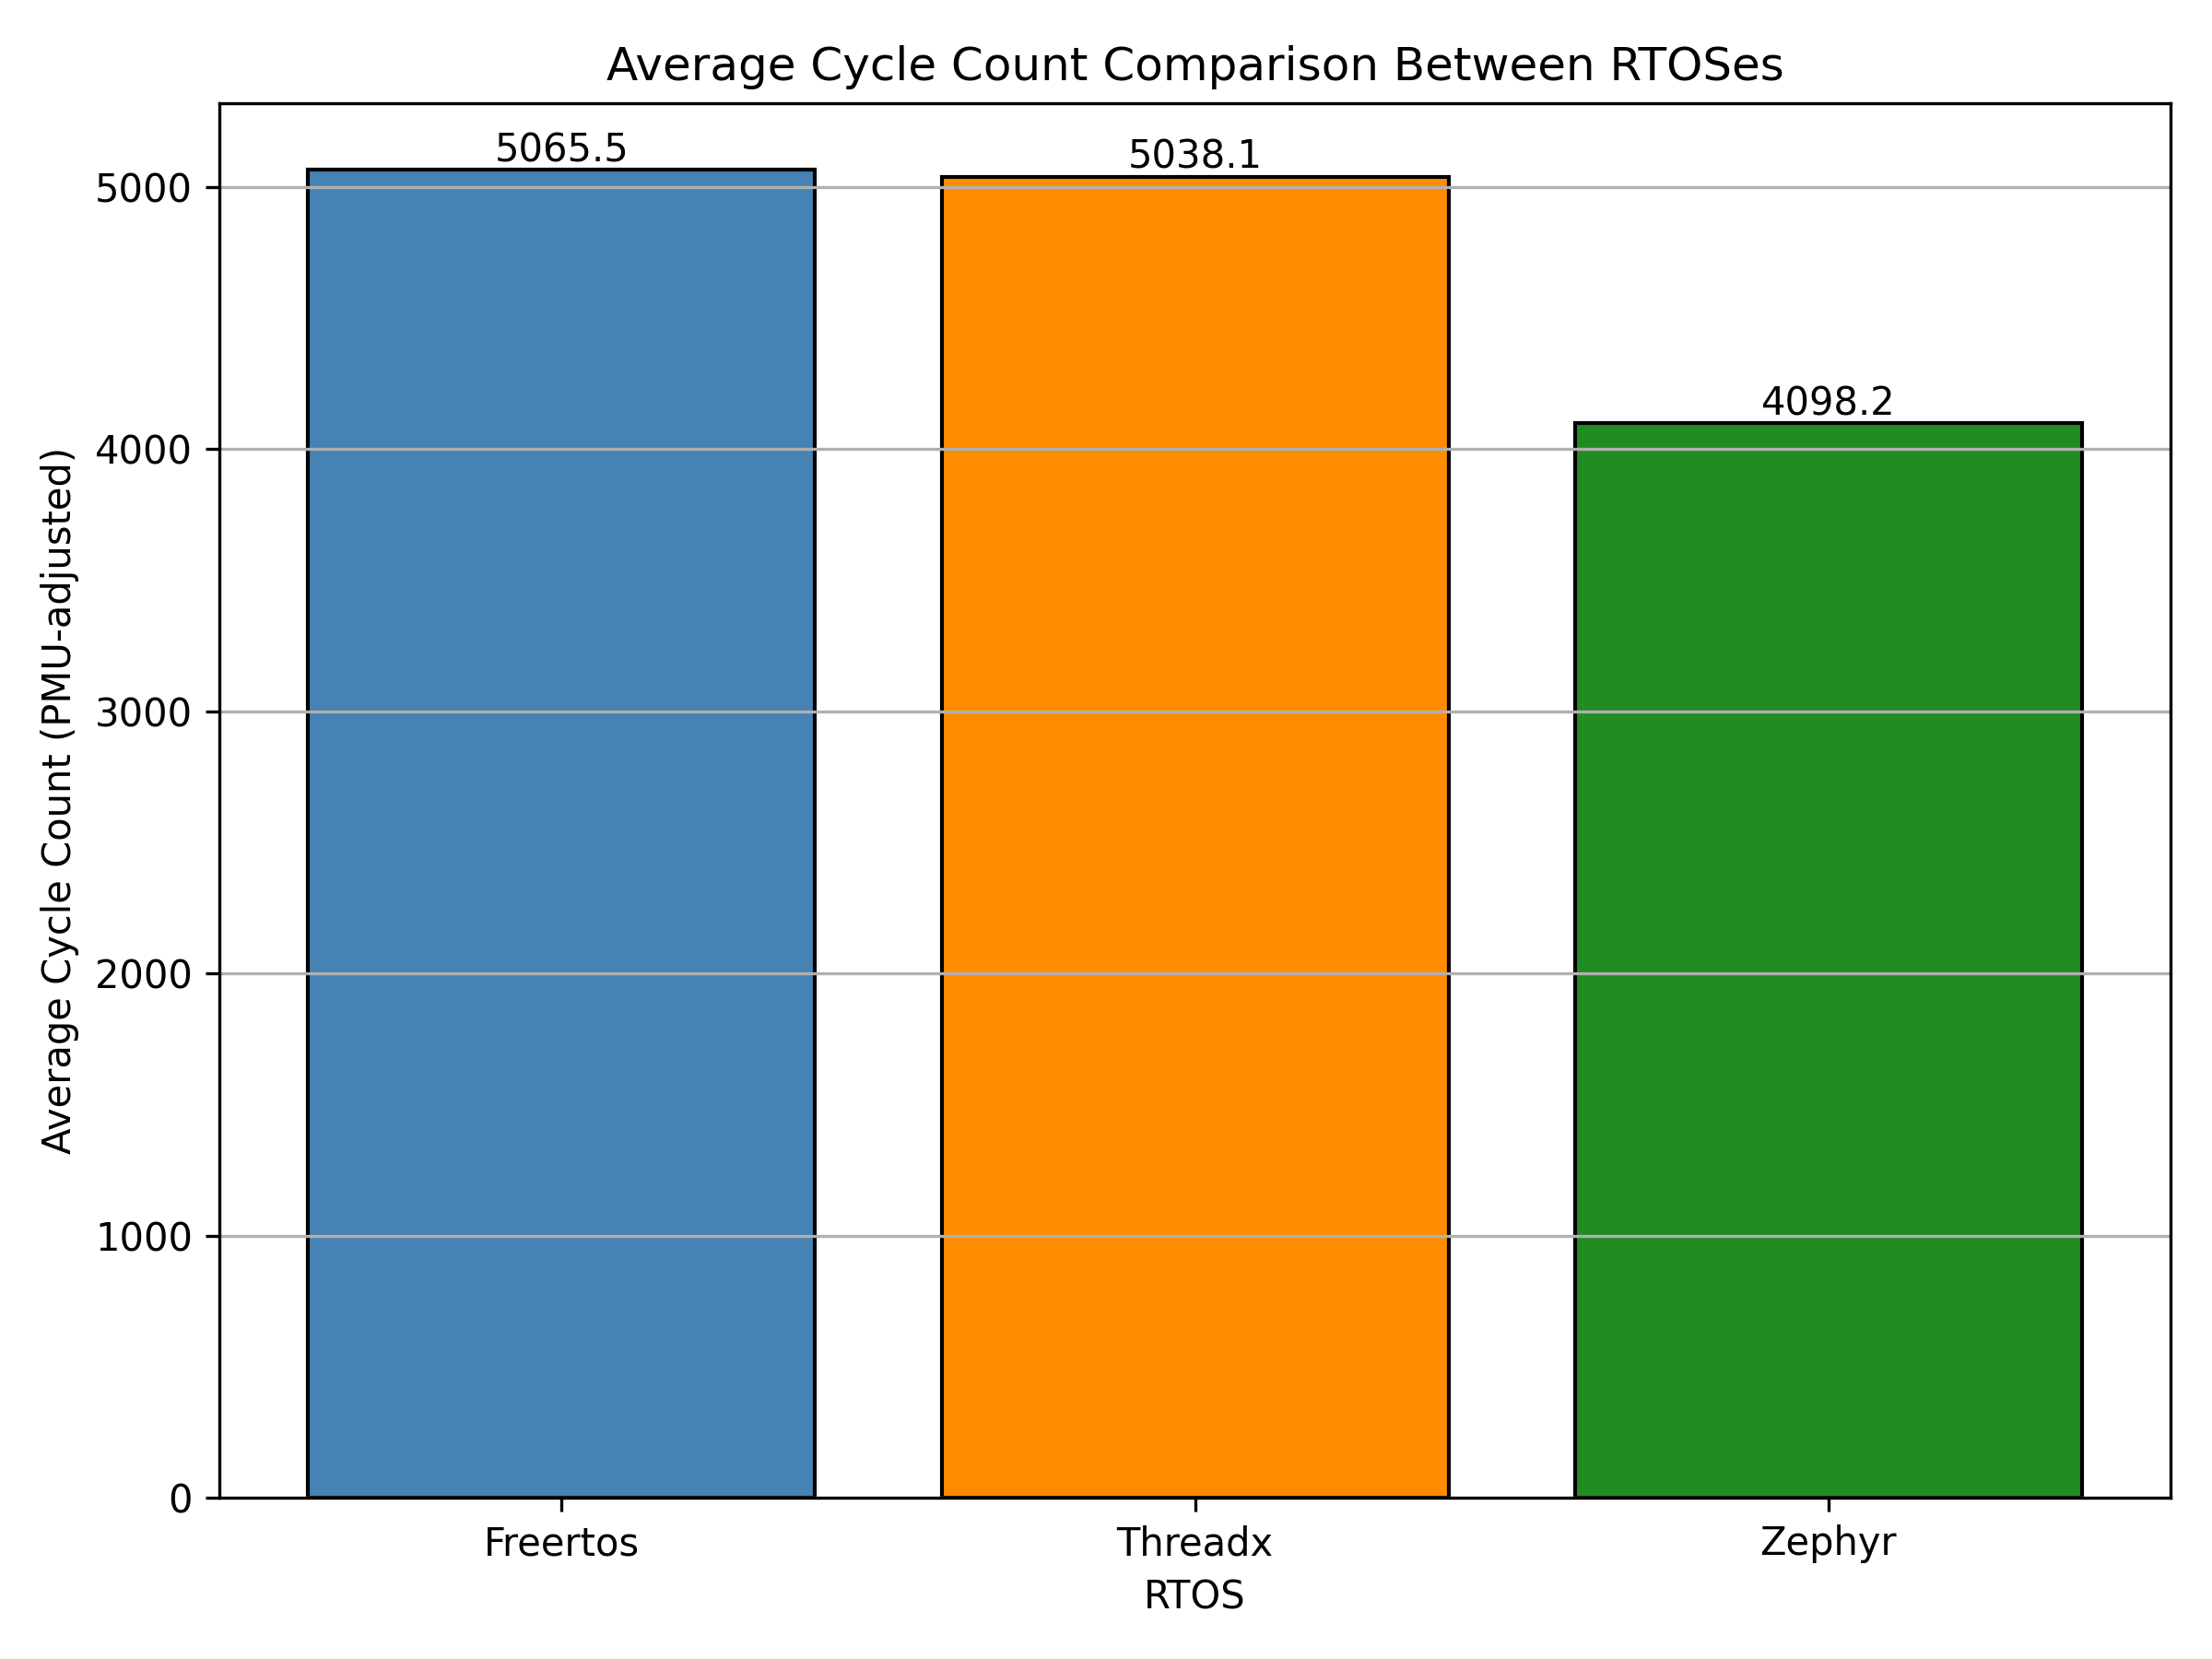 Average Cycle Count Comparison Between RTOSes
Average Cycle Count (PMU-adjusted)
5000
4000
3000
2000
1000
0
5065.5
5038.1
4098.2
Freertos
Threadx
Zephyr
RTOS